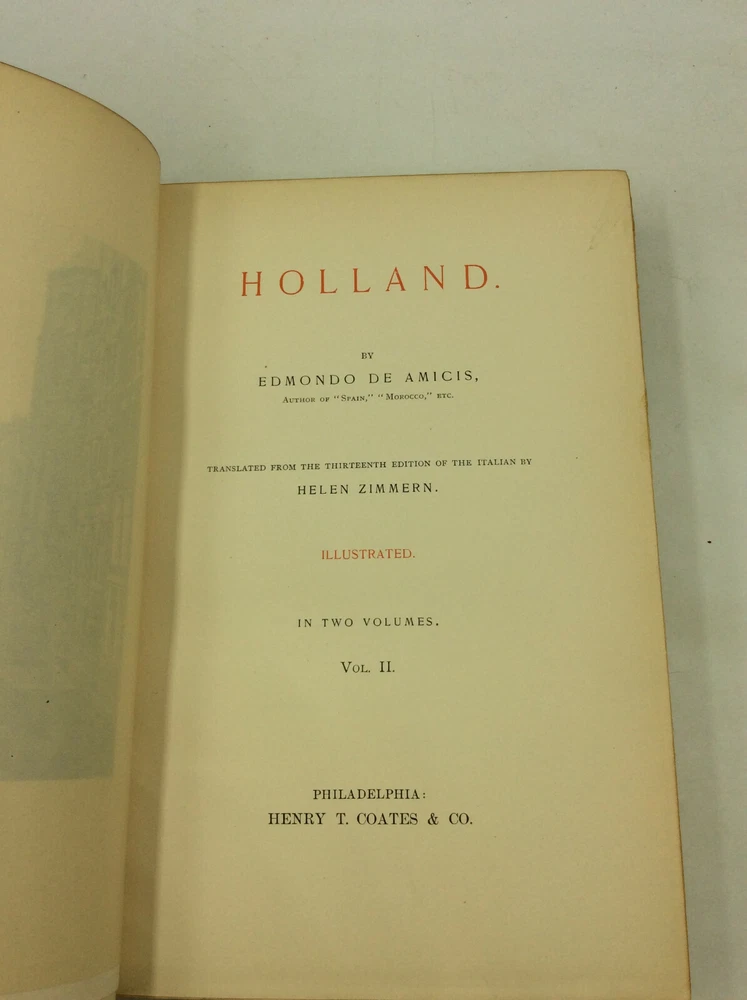 HOLLAND.
BY
EDMONDO DE AMICIS,
AUTHOR OF "SPAIN," "MOROCCO," ETC.
TRANSLATED FROM THE THIRTEENTH EDITION OF THE ITALIAN BY
HELEN ZIMMERN.
ILLUSTRATED.
IN TWO VOLUMES.
VOL. II.
PHILADELPHIA:
HENRY T. COATES & CO.